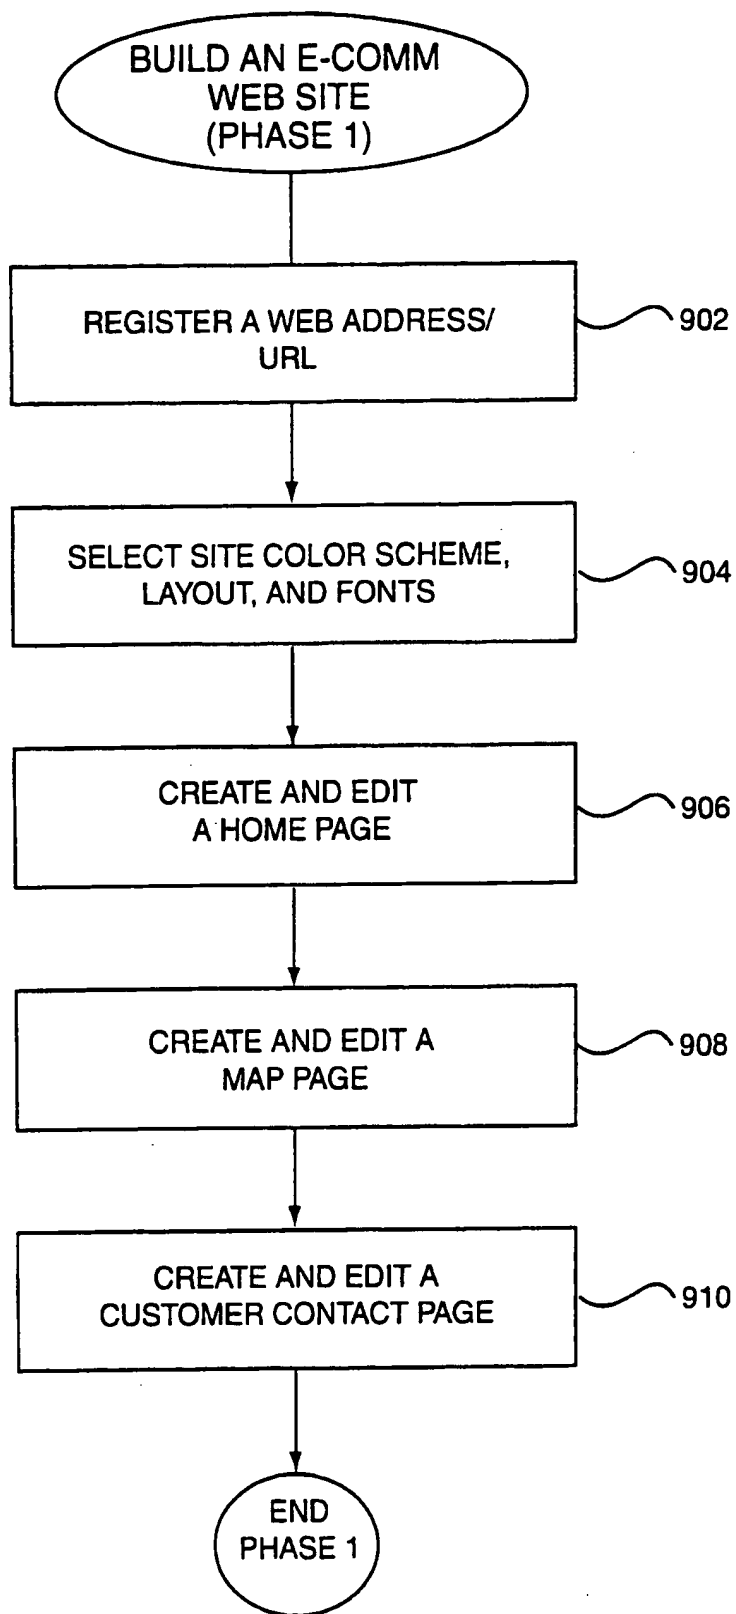 BUILD AN E-COMM
WEB SITE
(PHASE 1)
REGISTER A WEB ADDRESS/
URL
902
SELECT SITE COLOR SCHEME,
LAYOUT, AND FONTS
904
CREATE AND EDIT
A HOME PAGE
906
CREATE AND EDIT A
MAP PAGE
908
CREATE AND EDIT A
CUSTOMER CONTACT PAGE
910
END
PHASE 1